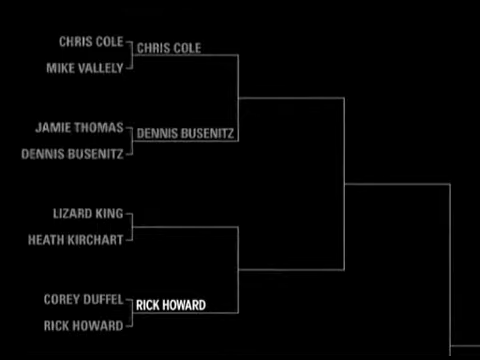 CHRIS COLE
CHRIS COLE
MIKE VALLELY
JAMIE THOMAS
DENNIS BUSENITZ
DENNIS BUSENITZ
LIZARD KING
HEATH KIRCHART
COREY DUFFEL
RICK HOWARD
RICK HOWARD